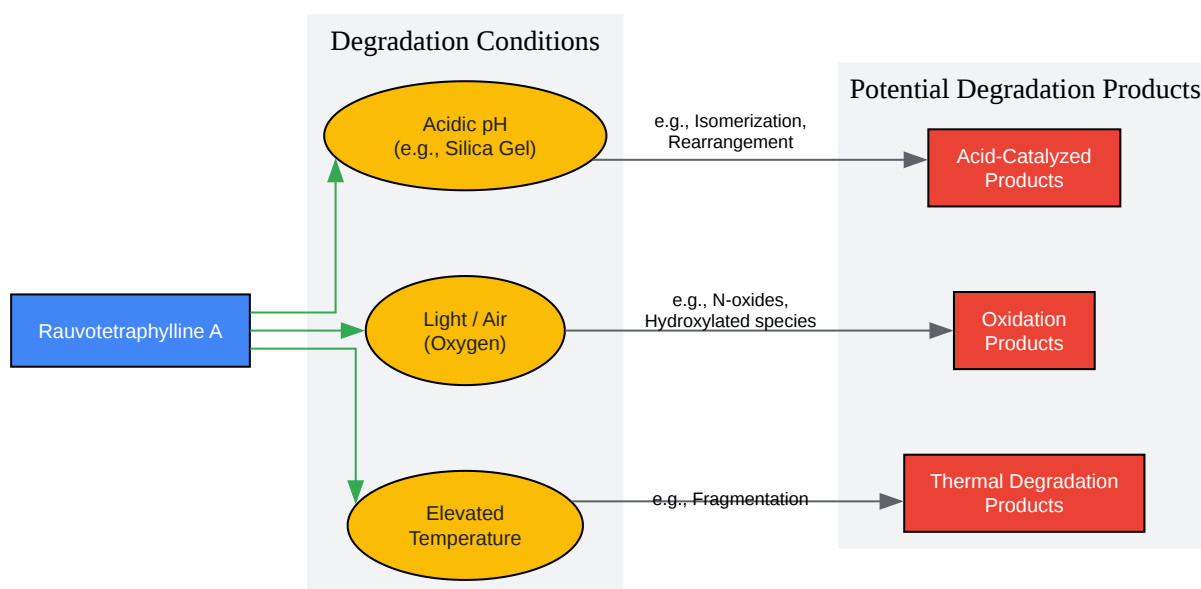 Degradation Conditions
Potential Degradation Products
Rauvotetraphylline A
Acidic pH
(e.g., Silica Gel)
e.g., Isomerization,
Rearrangement
Acid-Catalyzed
Products
Light / Air
(Oxygen)
e.g., N-oxides,
Hydroxylated species
Oxidation
Products
Elevated
Temperature
e.g., Fragmentation
Thermal Degradation
Products